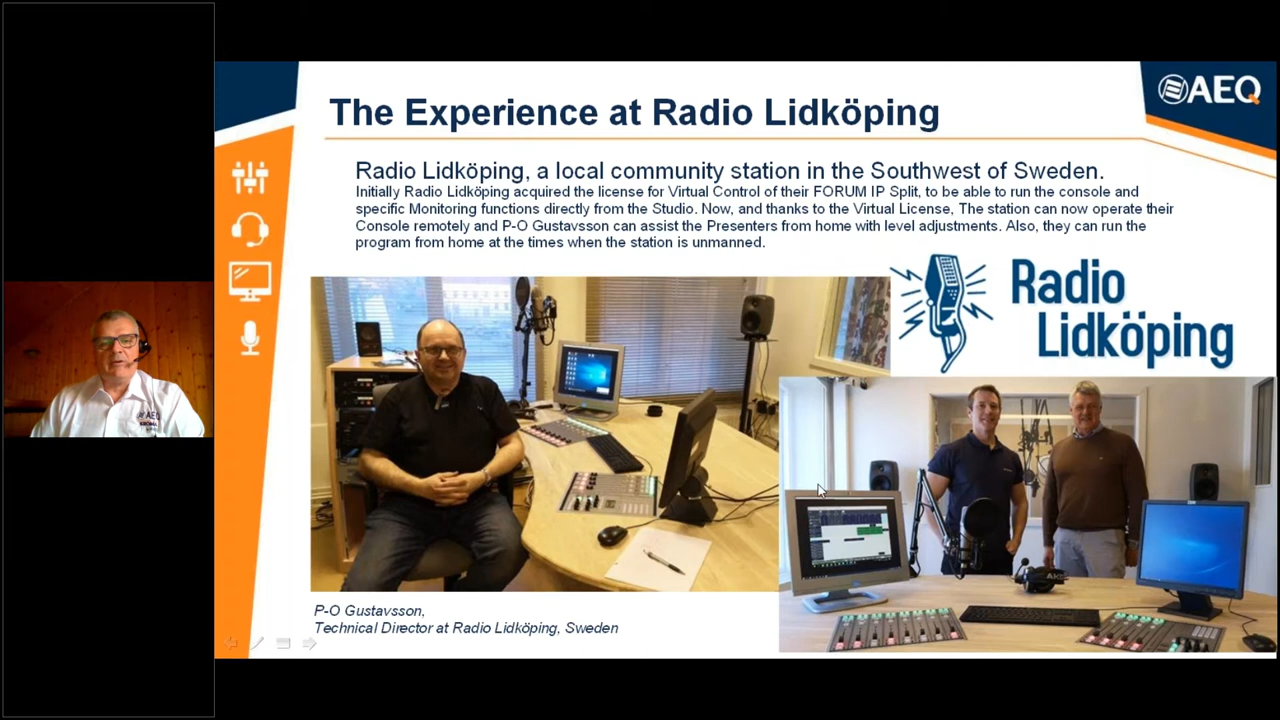 The Experience at Radio Lidköping
AEQ
Radio Lidköping, a local community station in the Southwest of Sweden.
Initially Radio Lidköping acquired the license for Virtual Control of their FORUM IP Split, to be able to run the console and
specific Monitoring functions directly from the Studio. Now, and thanks to the Virtual License, The station can now operate their
Console remotely and P-O Gustavsson can assist the Presenters from home with level adjustments. Also, they can run the
program from home at the times when the station is unmanned.
Radio
Lidköping
AEQ
AKG
P-O Gustavsson,
Technical Director at Radio Lidköping, Sweden